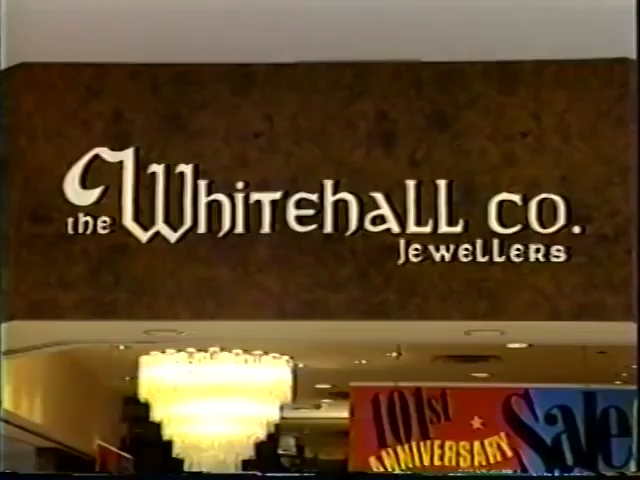 the Whitehall co.
Jewellers
101st
ANNIVERSARY
Sale